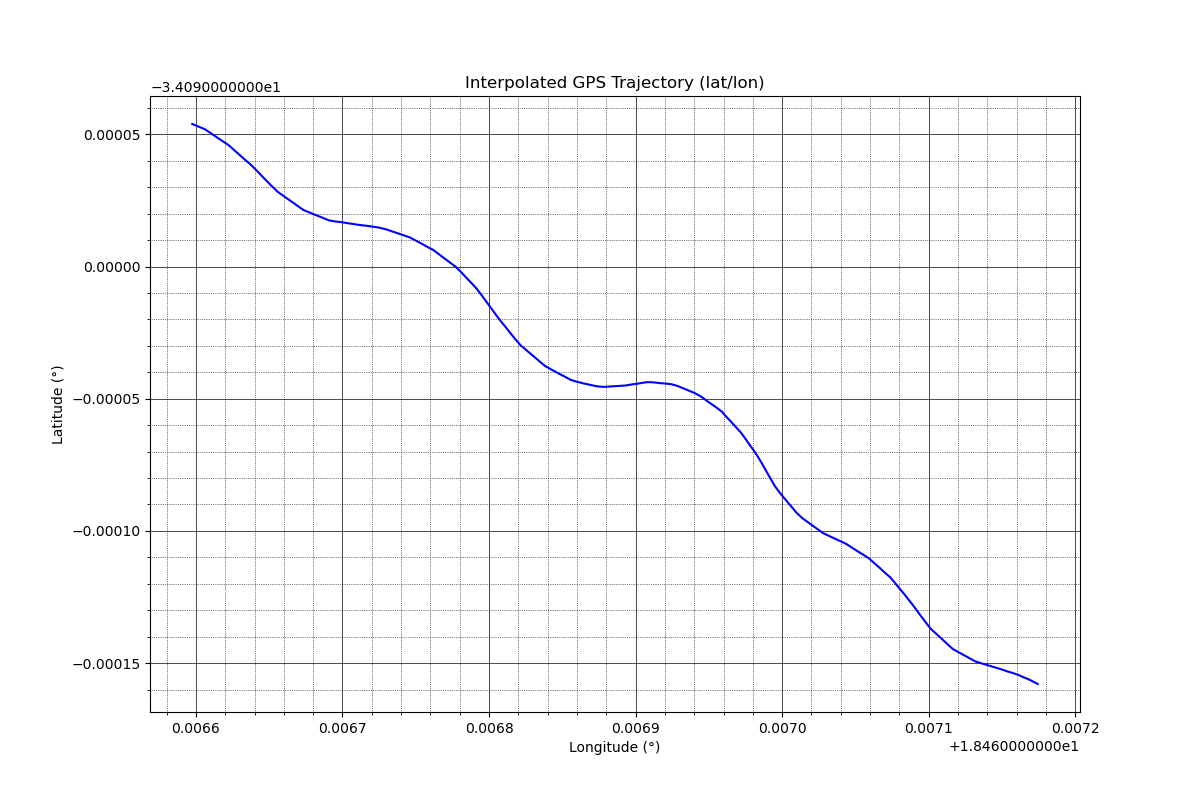 Interpolated GPS Trajectory (lat/lon)
−3.4090000000e1
0.00005
0.00000
−0.00005
−0.00010
−0.00015
Latitude (°)
0.0066 0.0067 0.0068 0.0069 0.0070 0.0071 0.0072
Longitude (°)
+1.8460000000e1